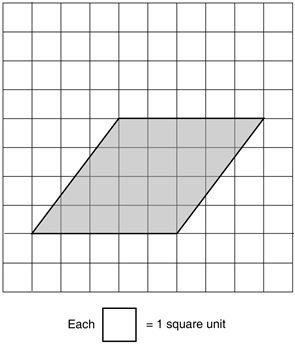 Each = 1 square unit